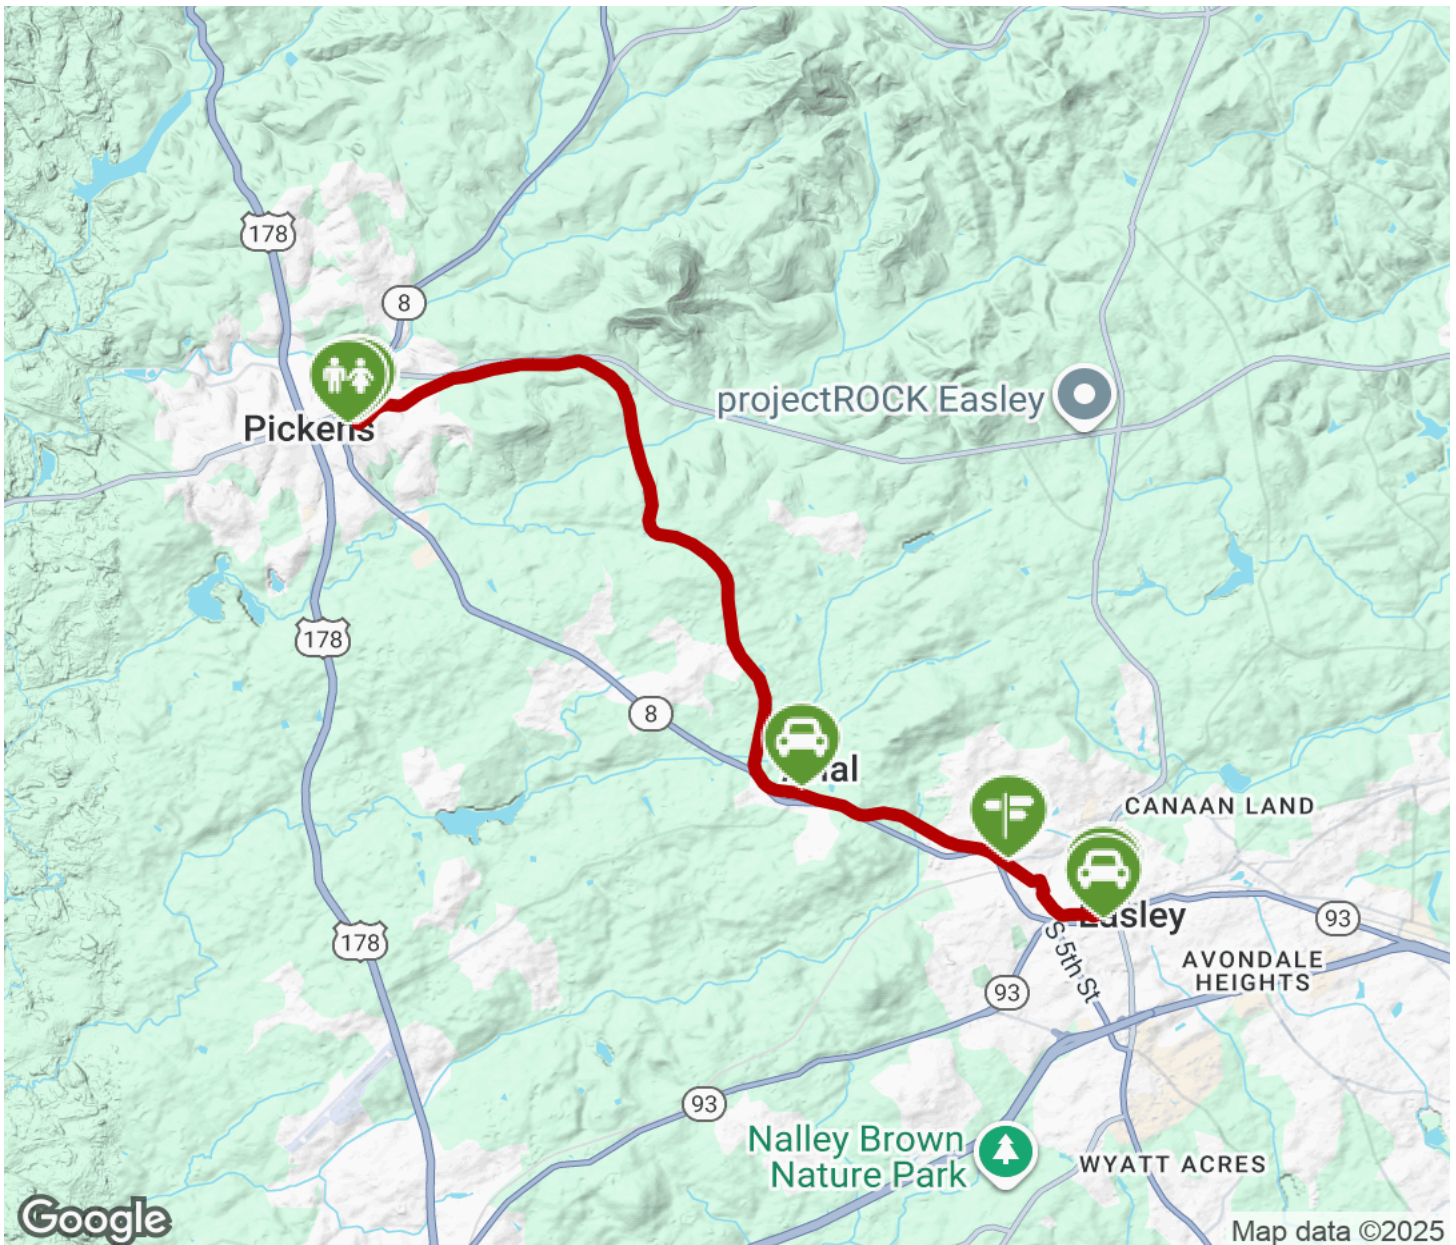 178
8
projectROCK Easley
Pickens
178
8
CANAAN LAND
Easley
93
S 5th St
AVONDALE
HEIGHTS
178
93
93
Nalley Brown
Nature Park
WYATT ACRES
Google
Map data ©2025